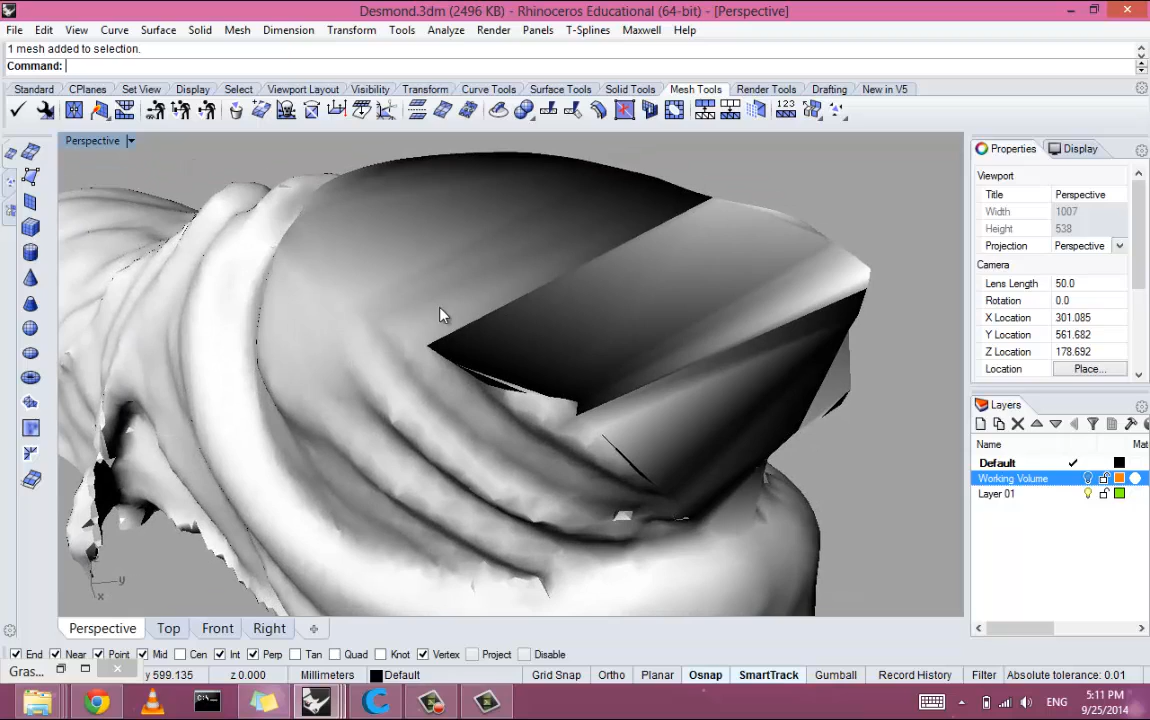 Desmond.3dm (2496 KB) - Rhinoceros Educational (64-bit) - [Perspective]
File Edit View Curve Surface Solid Mesh Dimension Transform Tools Analyze Render Panels T-Splines Maxwell Help
1 mesh added to selection.
Command:
Standard CPlanes Set View Display Select Viewport Layout Visibility Transform Curve Tools Surface Tools Solid Tools Mesh Tools Render Tools Drafting New in V5
123
Perspective
Properties Display
Viewport
Title Perspective
Width 1007
Height 538
Projection Perspective
Camera
Lens Length 50.0
Rotation 0.0
X Location 301.085
Y Location 561.682
Z Location 178.692
Location Place...
Layers
Name Mat
Default
Working Volume
Layer 01
y
x
Perspective Top Front Right
End Near Point Mid Cen Int Perp Tan Quad Knot Vertex Project Disable
Gras... y 599.135 z 0.000 Millimeters Default Grid Snap Ortho Planar Osnap SmartTrack Gumball Record History Filter Absolute tolerance: 0.01
ENG
5:11 PM
9/25/2014